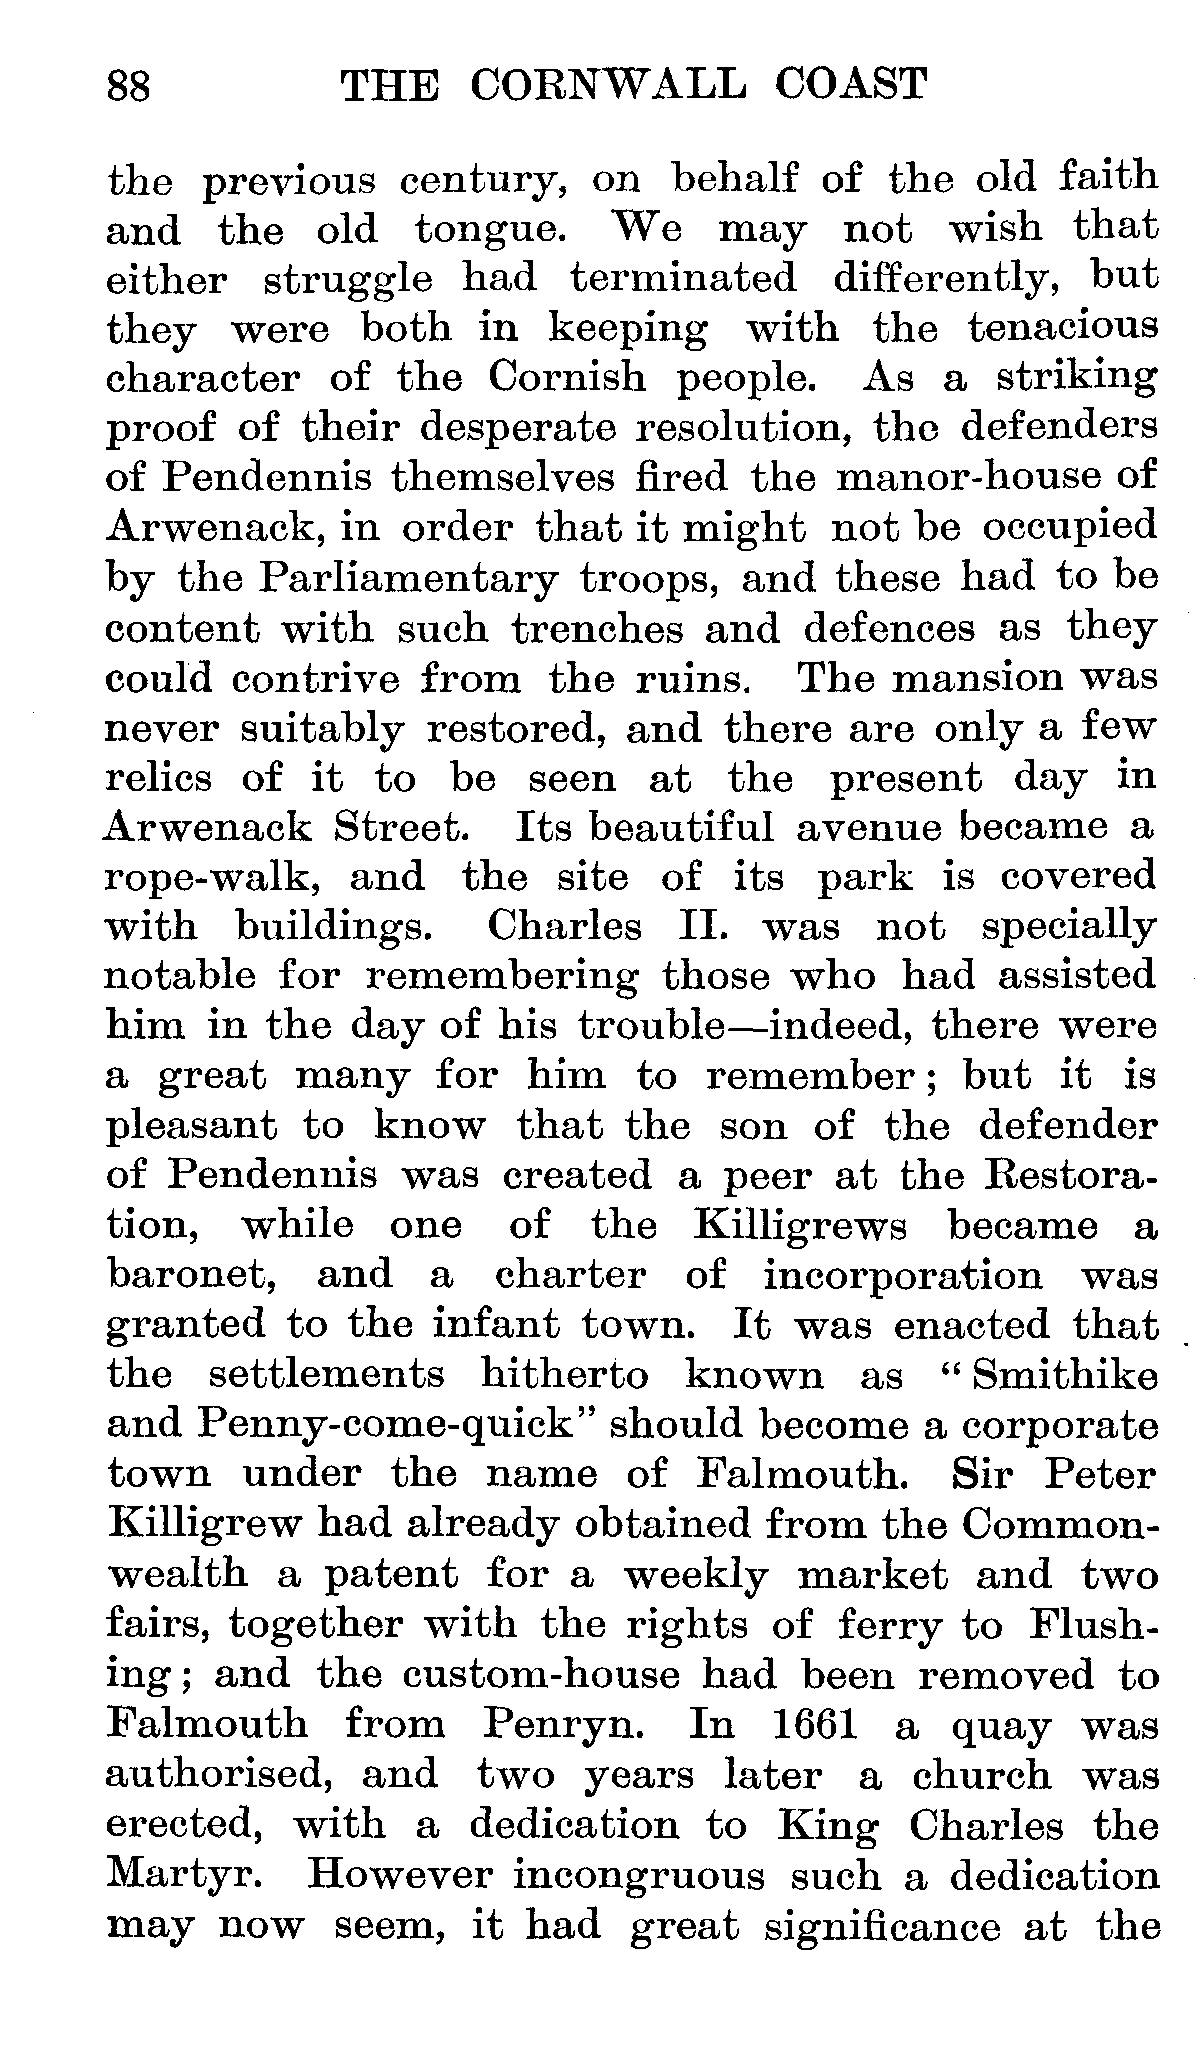 88 THE CORNWALL COAST
the previous century, on behalf of the old faith
and the old tongue. We may not wish that
either struggle had terminated differently, but
they were both in keeping with the tenacious
character of the Cornish people. As a striking
proof of their desperate resolution, the defenders
of Pendennis themselves fired the manor-house of
Arwenack, in order that it might not be occupied
by the Parliamentary troops, and these had to be
content with such trenches and defences as they
could contrive from the ruins. The mansion was
never suitably restored, and there are only a few
relics of it to be seen at the present day in
Arwenack Street. Its beautiful avenue became a
rope-walk, and the site of its park is covered
with buildings. Charles II. was not specially
notable for remembering those who had assisted
him in the day of his trouble—indeed, there were
a great many for him to remember; but it is
pleasant to know that the son of the defender
of Pendennis was created a peer at the Restora-
tion, while one of the Killigrews became a
baronet, and a charter of incorporation was
granted to the infant town. It was enacted that
the settlements hitherto known as "Smithike
and Penny-come-quick" should become a corporate
town under the name of Falmouth. Sir Peter
Killigrew had already obtained from the Common-
wealth a patent for a weekly market and two
fairs, together with the rights of ferry to Flush-
ing; and the custom-house had been removed to
Falmouth from Penryn. In 1661 a quay was
authorised, and two years later a church was
erected, with a dedication to King Charles the
Martyr. However incongruous such a dedication
may now seem, it had great significance at the